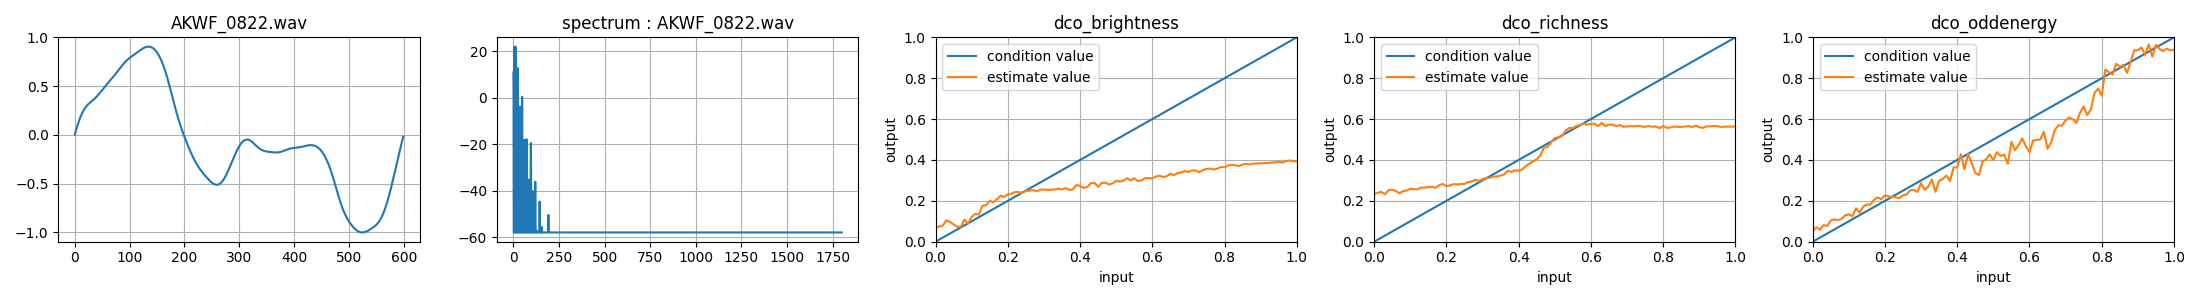 AKWF_0822.wav
1.0
0.5
0.0
−0.5
−1.0
0 100 200 300 400 500 600
spectrum : AKWF_0822.wav
20
0
−20
−40
−60
0 250 500 750 1000 1250 1500 1750
dco_brightness
condition value
estimate value
output
1.0
0.8
0.6
0.4
0.2
0.0
0.0 0.2 0.4 0.6 0.8 1.0
input
dco_richness
condition value
estimate value
output
1.0
0.8
0.6
0.4
0.2
0.0
0.0 0.2 0.4 0.6 0.8 1.0
input
dco_oddenergy
condition value
estimate value
output
1.0
0.8
0.6
0.4
0.2
0.0
0.0 0.2 0.4 0.6 0.8 1.0
input